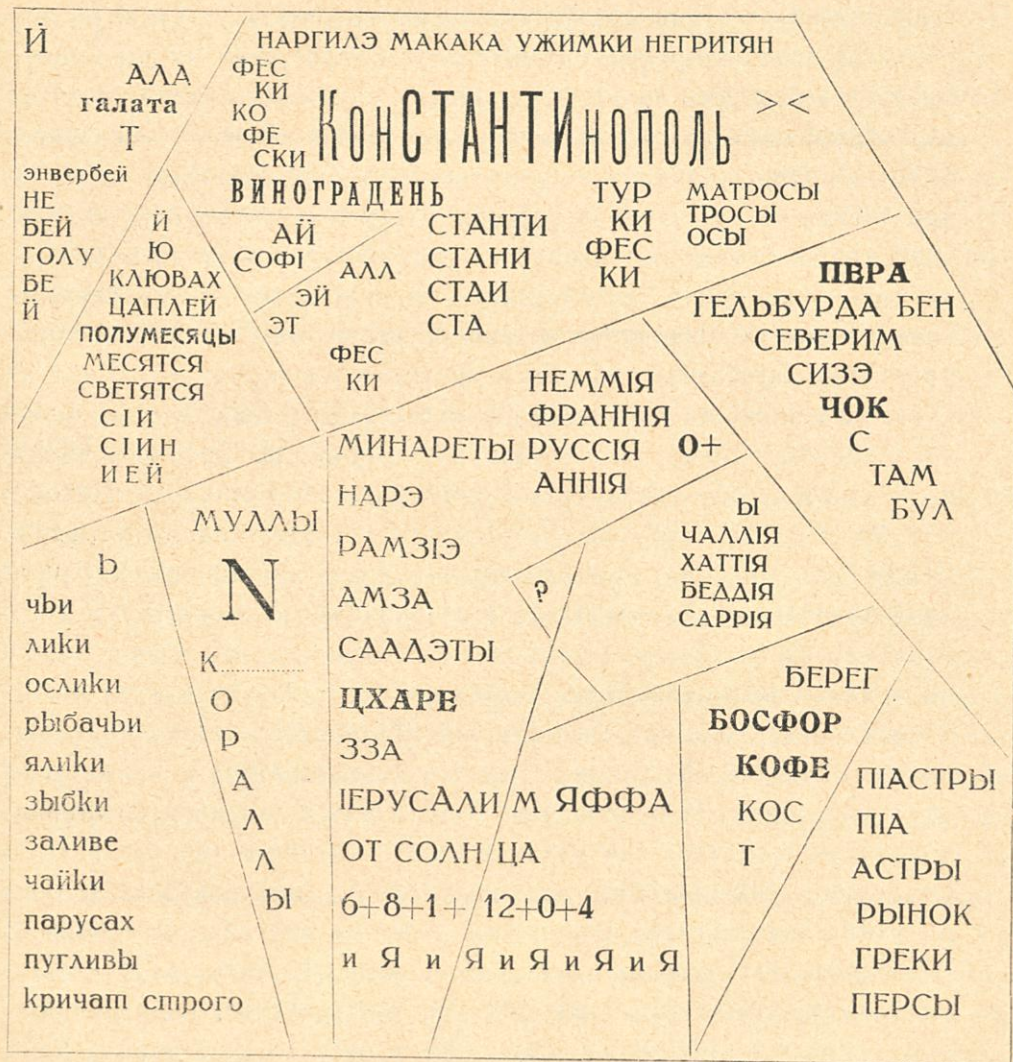 Й
АЛА
галата
Т
энвербей
НЕ
БЕЙ
ГОЛУ
БЕ
Й
НАРГИЛЭ МАКАКА УЖИМКИ НЕГРИТЯН
ФЕС
КИ
КО
ФЕ
СКИ
КонСТАНТИнополь
><
ВИНОГРАДЕНЬ
СТАНТИ
СТАНИ
СТАИ
СТА
ТУР
КИ
ФЕС
КИ
МАТРОСЫ
ТРОСЫ
ОСЫ
АЙ
СОФІ
АЛЛ
ЭЙ
ЭТ
ФЕС
КИ
Й
Ю
КЛЮВАХ
ЦАПЛЕЙ
ПОЛУМЕСЯЦЫ
МЕСЯТСЯ
СВЕТЯТСЯ
СІИ
СІИН
ИЕЙ
ПЕРА
ГЕЛЬБУРДА БЕН
СЕВЕРИМ
СИЗЭ
ЧОК
С
ТАМ
БУЛ
НЕММІЯ
ФРАННІЯ
МИНАРЕТЫ РУССІЯ О+
АННІЯ
НАРЭ
РАМЗІЭ
АМЗА
СААДЭТЫ
ЦХАРЕ
ЗЗА
ІЕРУСАЛИМ ЯФФА
ОТ СОЛНЦА
6+8+1+ 12+0+4
и Я и Я и Я и Я и Я
?
Ы
ЧАЛЛІЯ
ХАТТІЯ
БЕДДІЯ
САРРІЯ
Ь
чьи
лики
ослики
рыбачьи
ялики
зыбки
заливе
чайки
парусах
пугливы
кричат строго
МУЛЛЫ
N
К
О
Р
А
Л
Л
Ы
БЕРЕГ
БОСФОР
КОФЕ
КОС
Т
ПІАСТРЫ
ПІА
АСТРЫ
РЫНОК
ГРЕКИ
ПЕРСЫ